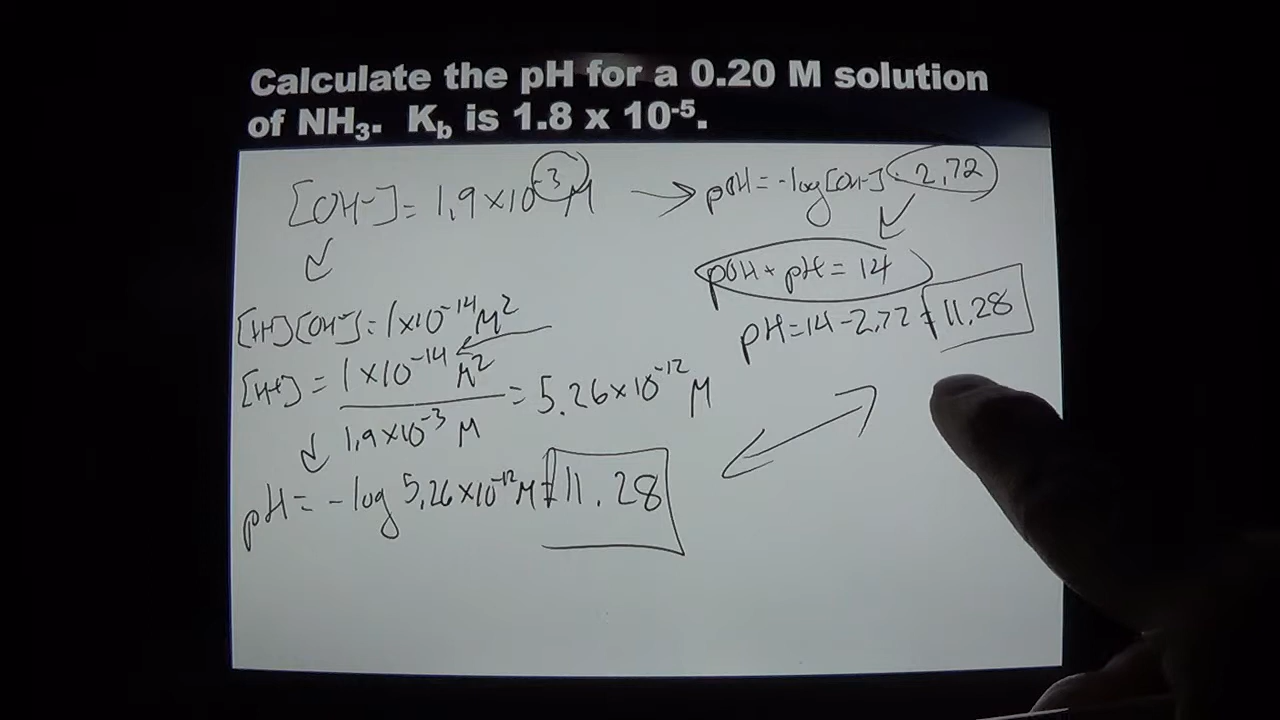 Calculate the pH for a 0.20 M solution
of NH₃. K_b is 1.8 x 10⁻⁵.
[OH⁻] = 1.9×10⁻³ M → pOH = -log[OH⁻] = 2.72
pOH + pH = 14
pH = 14 - 2.72 = 11.28
[H+][OH⁻] = 1×10⁻¹⁴ M²
[H+] = 1×10⁻¹⁴ M²
1.9×10⁻³ M
= 5.26×10⁻¹² M
pH = -log 5.26×10⁻¹² M = 11.28